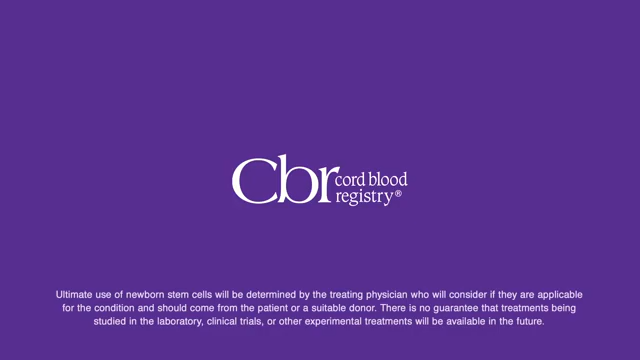 Cbr cord blood
registry®
Ultimate use of newborn stem cells will be determined by the treating physician who will consider if they are applicable
for the condition and should come from the patient or a suitable donor. There is no guarantee that treatments being
studied in the laboratory, clinical trials, or other experimental treatments will be available in the future.